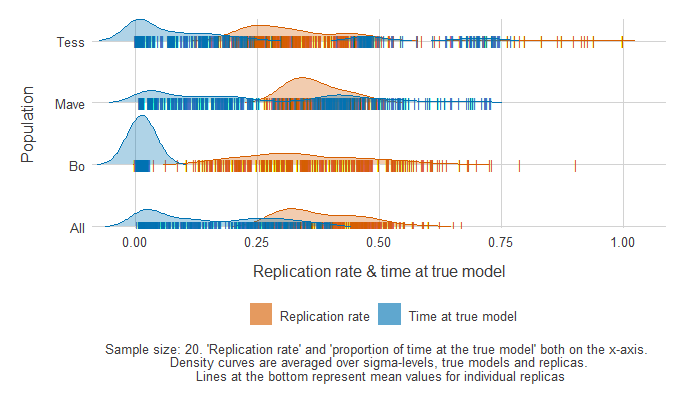 Tess
Mave
Bo
All
Population
0.00 0.25 0.50 0.75 1.00
Replication rate & time at true model
Replication rate Time at true model
Sample size: 20. 'Replication rate' and 'proportion of time at the true model' both on the x-axis.
Density curves are averaged over sigma-levels, true models and replicas.
Lines at the bottom represent mean values for individual replicas